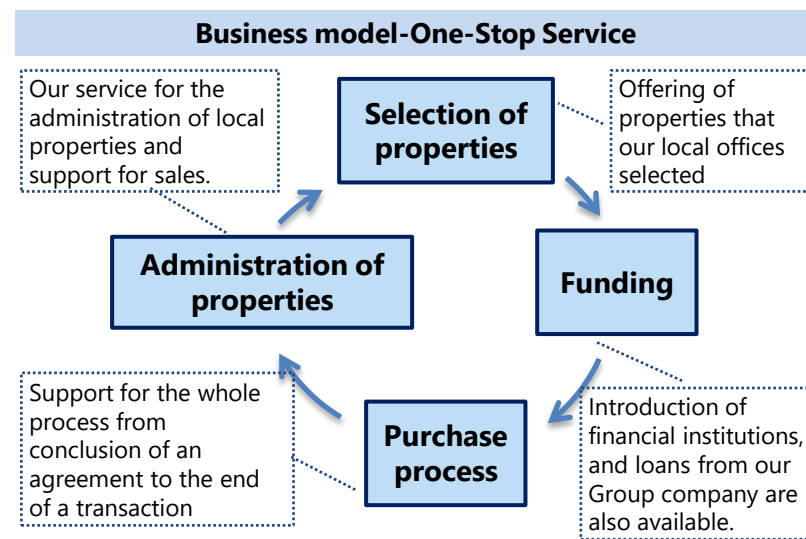 Business model-One-Stop Service
Our service for the
administration of local
properties and
support for sales.
Selection of
properties
Offering of
properties that
our local offices
selected
Administration of
properties
Funding
Support for the whole
process from
conclusion of an
agreement to the end
of a transaction
Purchase
process
Introduction of
financial institutions,
and loans from our
Group company are
also available.